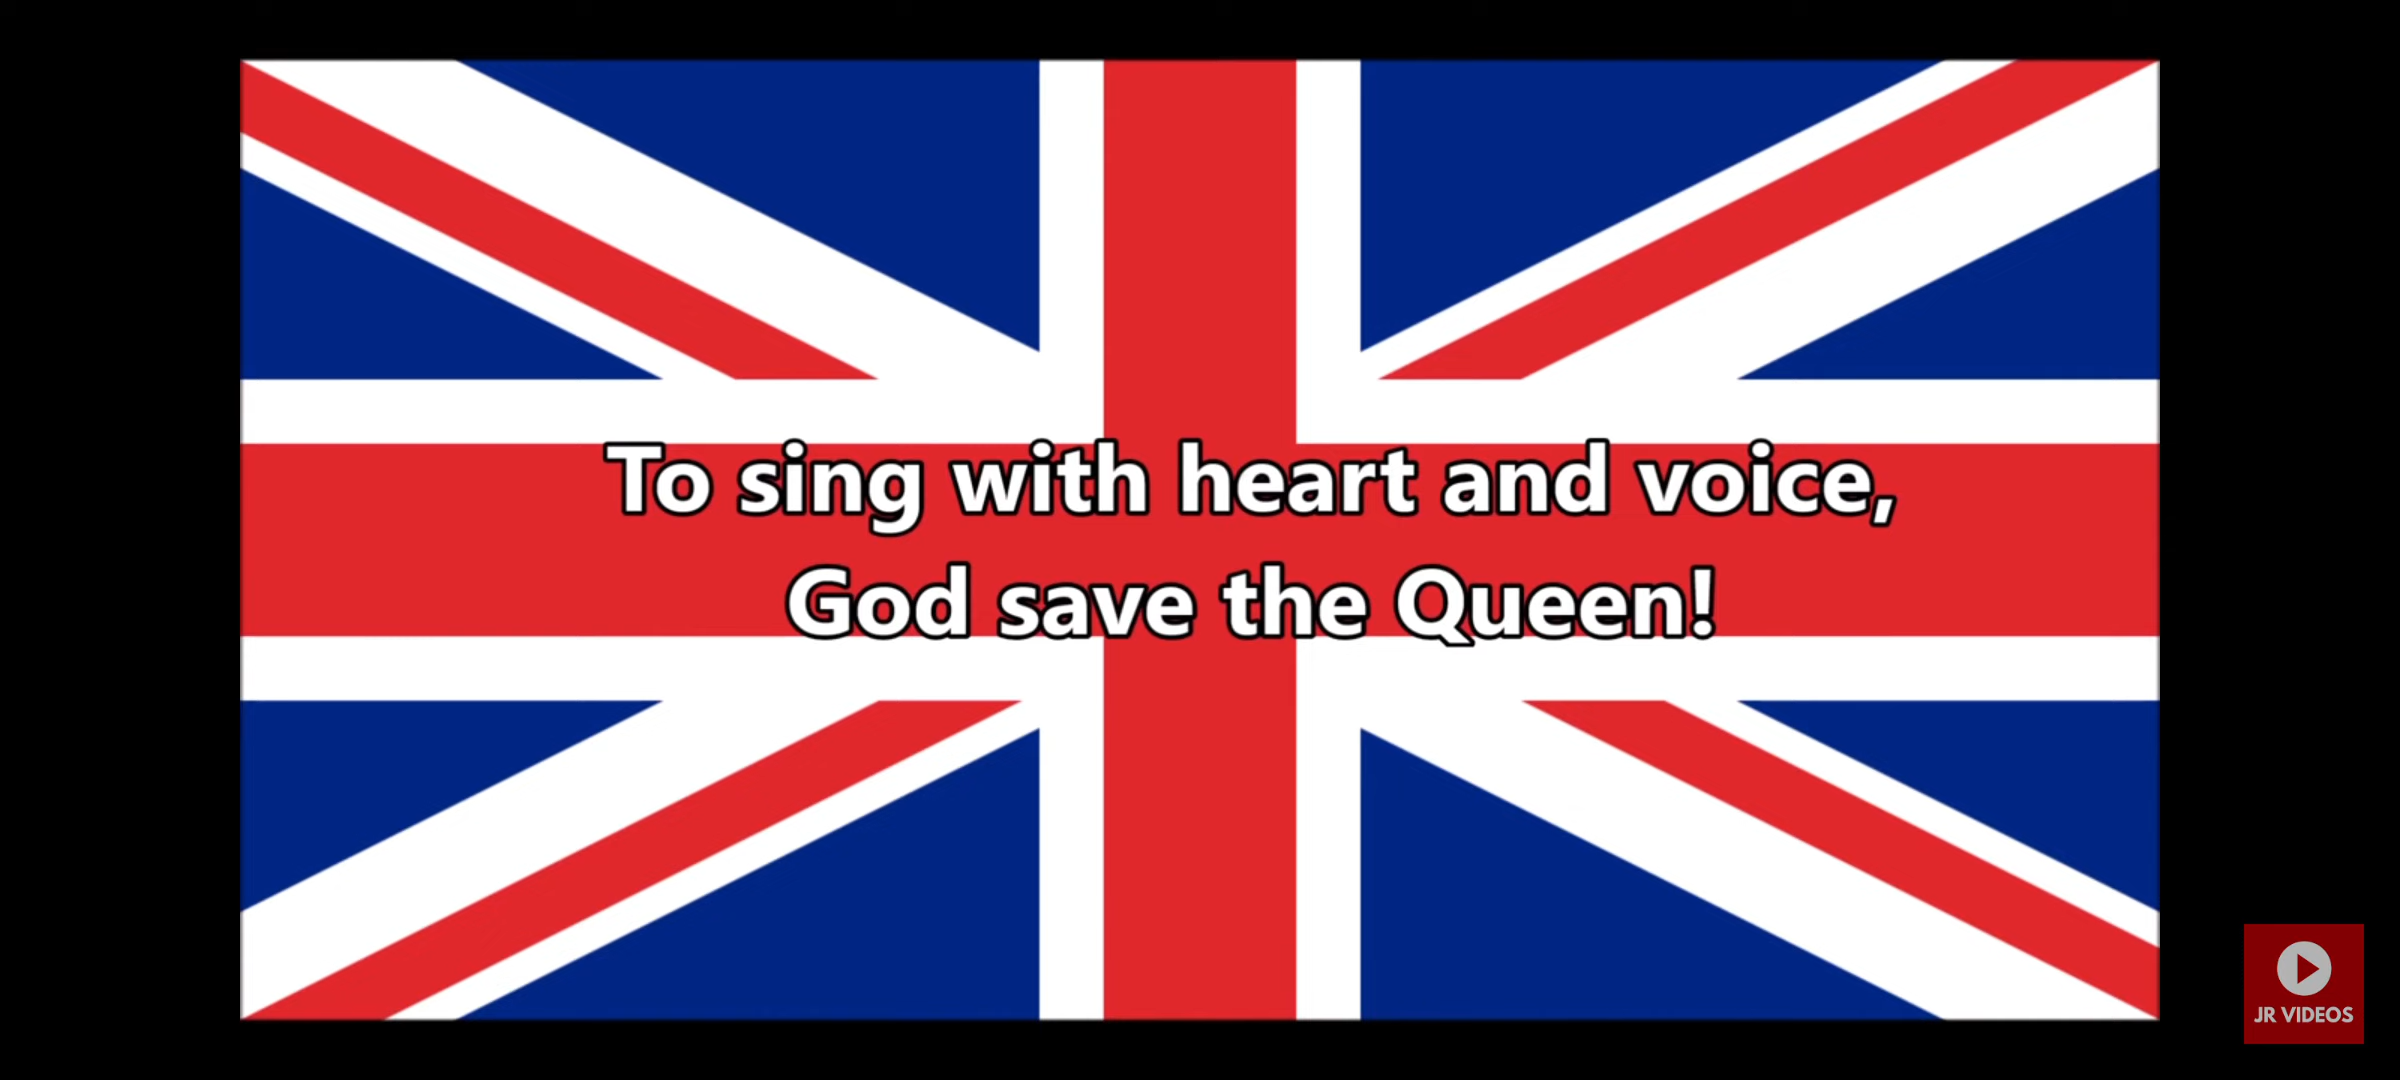 To sing with heart and voice,
God save the Queen!
JR VIDEOS